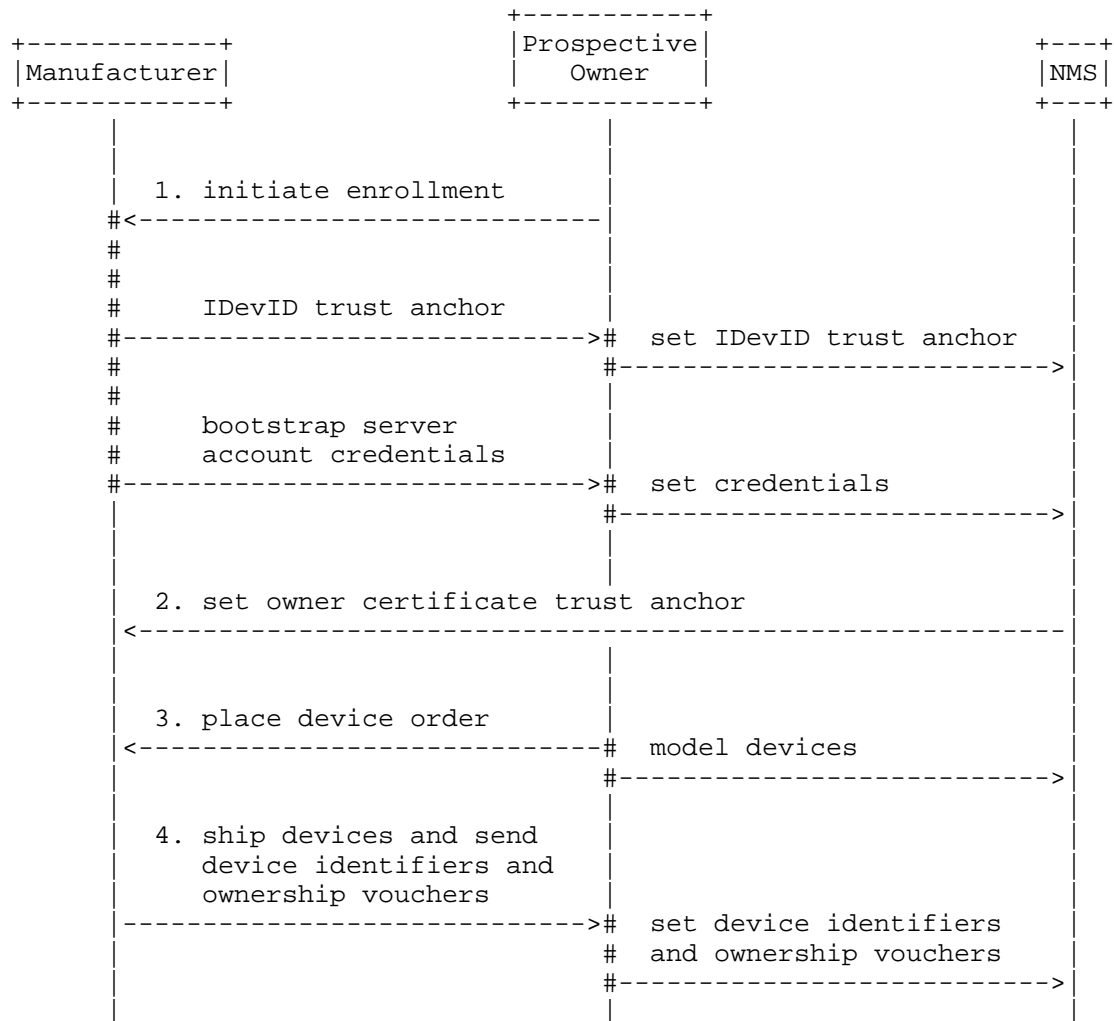 Prospective
Manufacturer Owner NMS
1. initiate enrollment
IDevID trust anchor
set IDevID trust anchor
bootstrap server
account credentials
set credentials
2. set owner certificate trust anchor
3. place device order
model devices
4. ship devices and send
device identifiers and
ownership vouchers
set device identifiers
and ownership vouchers